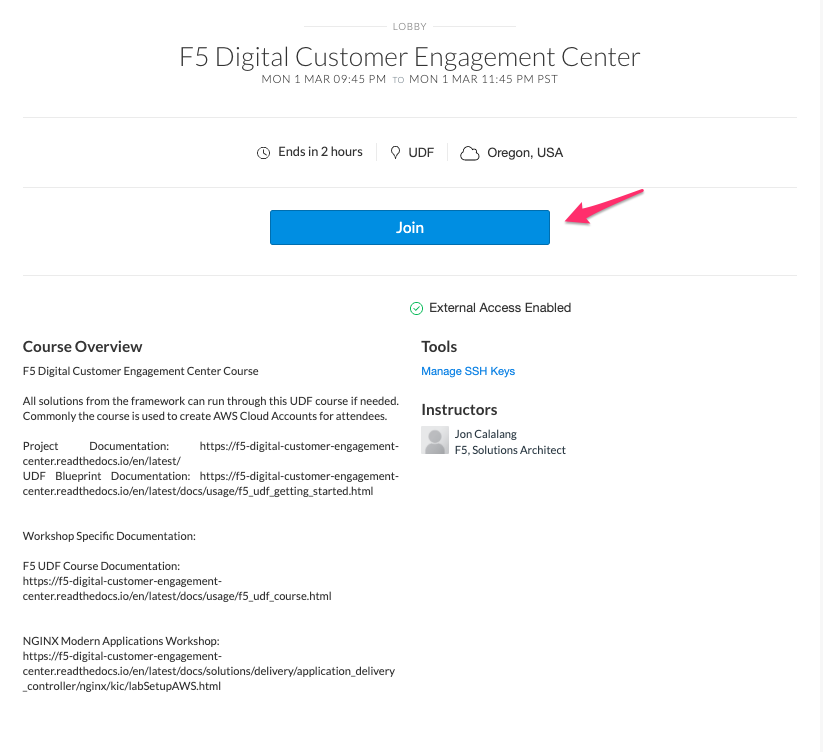 LOBBY
F5 Digital Customer Engagement Center
MON 1 MAR 09:45 PM TO MON 1 MAR 11:45 PM PST
Ends in 2 hours
UDF
Oregon, USA
Join
External Access Enabled
Course Overview
F5 Digital Customer Engagement Center Course
All solutions from the framework can run through this UDF course if needed.
Commonly the course is used to create AWS Cloud Accounts for attendees.
Project Documentation: https://f5-digital-customer-engagement-
center.readthedocs.io/en/latest/
UDF Blueprint Documentation: https://f5-digital-customer-engagement-
center.readthedocs.io/en/latest/docs/usage/f5_udf_getting_started.html
Workshop Specific Documentation:
F5 UDF Course Documentation:
https://f5-digital-customer-engagement-
center.readthedocs.io/en/latest/docs/usage/f5_udf_course.html
NGINX Modern Applications Workshop:
https://f5-digital-customer-engagement-
center.readthedocs.io/en/latest/docs/solutions/delivery/application_delivery
_controller/nginx/kic/labSetupAWS.html
Tools
Manage SSH Keys
Instructors
Jon Calalang
F5, Solutions Architect